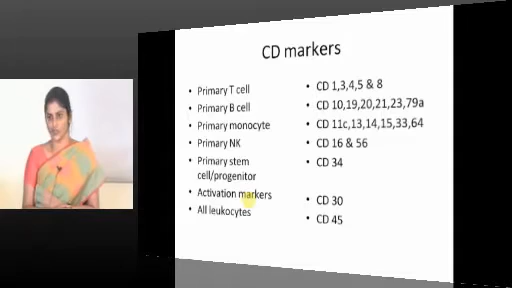 CD markers
Primary T cell
CD 1,3,4,5 & 8
Primary B cell
CD 10,19,20,21,23,79a
Primary monocyte
CD 11c,13,14,15,33,64
Primary NK
CD 16 & 56
Primary stem
cell/progenitor
CD 34
Activation markers
CD 30
All leukocytes
CD 45